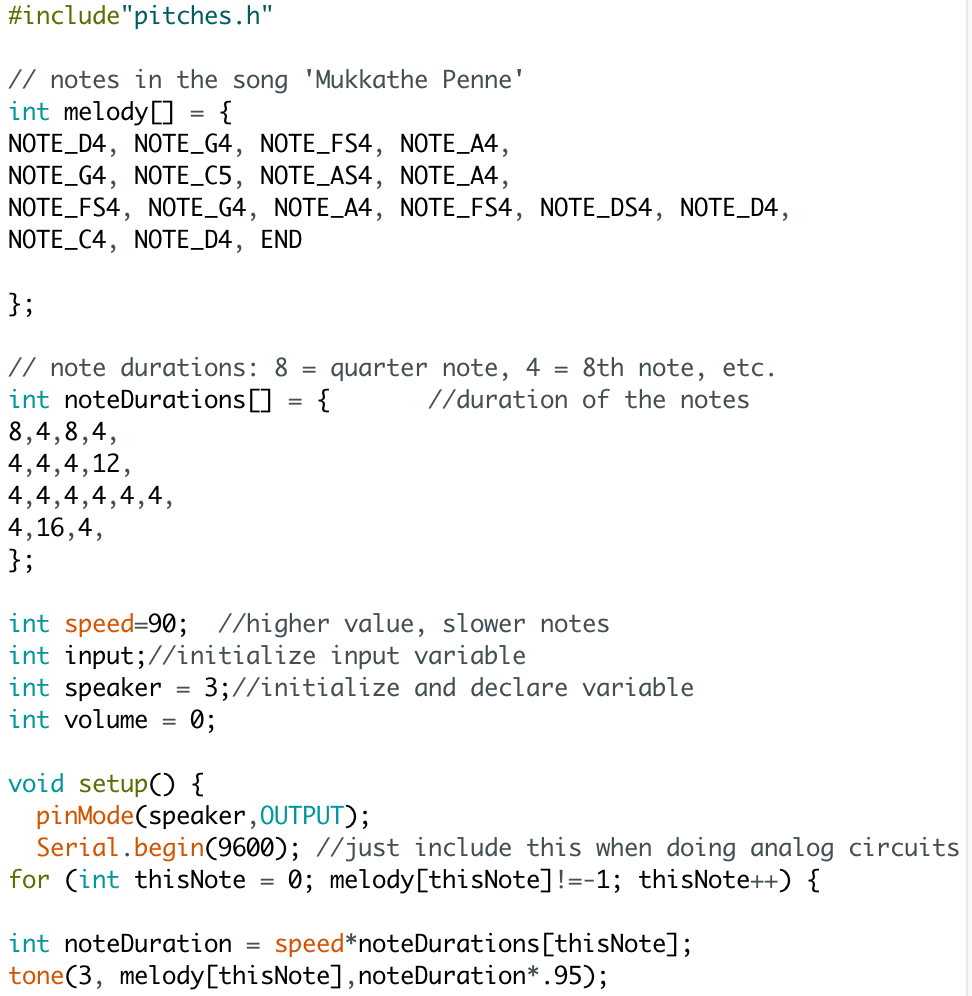 #include"pitches.h"
// notes in the song 'Mukkathe Penne'
int melody[] = {
NOTE_D4, NOTE_G4, NOTE_FS4, NOTE_A4,
NOTE_G4, NOTE_C5, NOTE_AS4, NOTE_A4,
NOTE_FS4, NOTE_G4, NOTE_A4, NOTE_FS4, NOTE_DS4, NOTE_D4,
NOTE_C4, NOTE_D4, END
};
// note durations: 8 = quarter note, 4 = 8th note, etc.
int noteDurations[] = {       //duration of the notes
8,4,8,4,
4,4,4,12,
4,4,4,4,4,4,
4,16,4,
};
int speed=90;  //higher value, slower notes
int input;//initialize input variable
int speaker = 3;//initialize and declare variable
int volume = 0;
void setup() {
  pinMode(speaker,OUTPUT);
  Serial.begin(9600); //just include this when doing analog circuits
for (int thisNote = 0; melody[thisNote]!=-1; thisNote++) {
int noteDuration = speed*noteDurations[thisNote];
tone(3, melody[thisNote],noteDuration*.95);